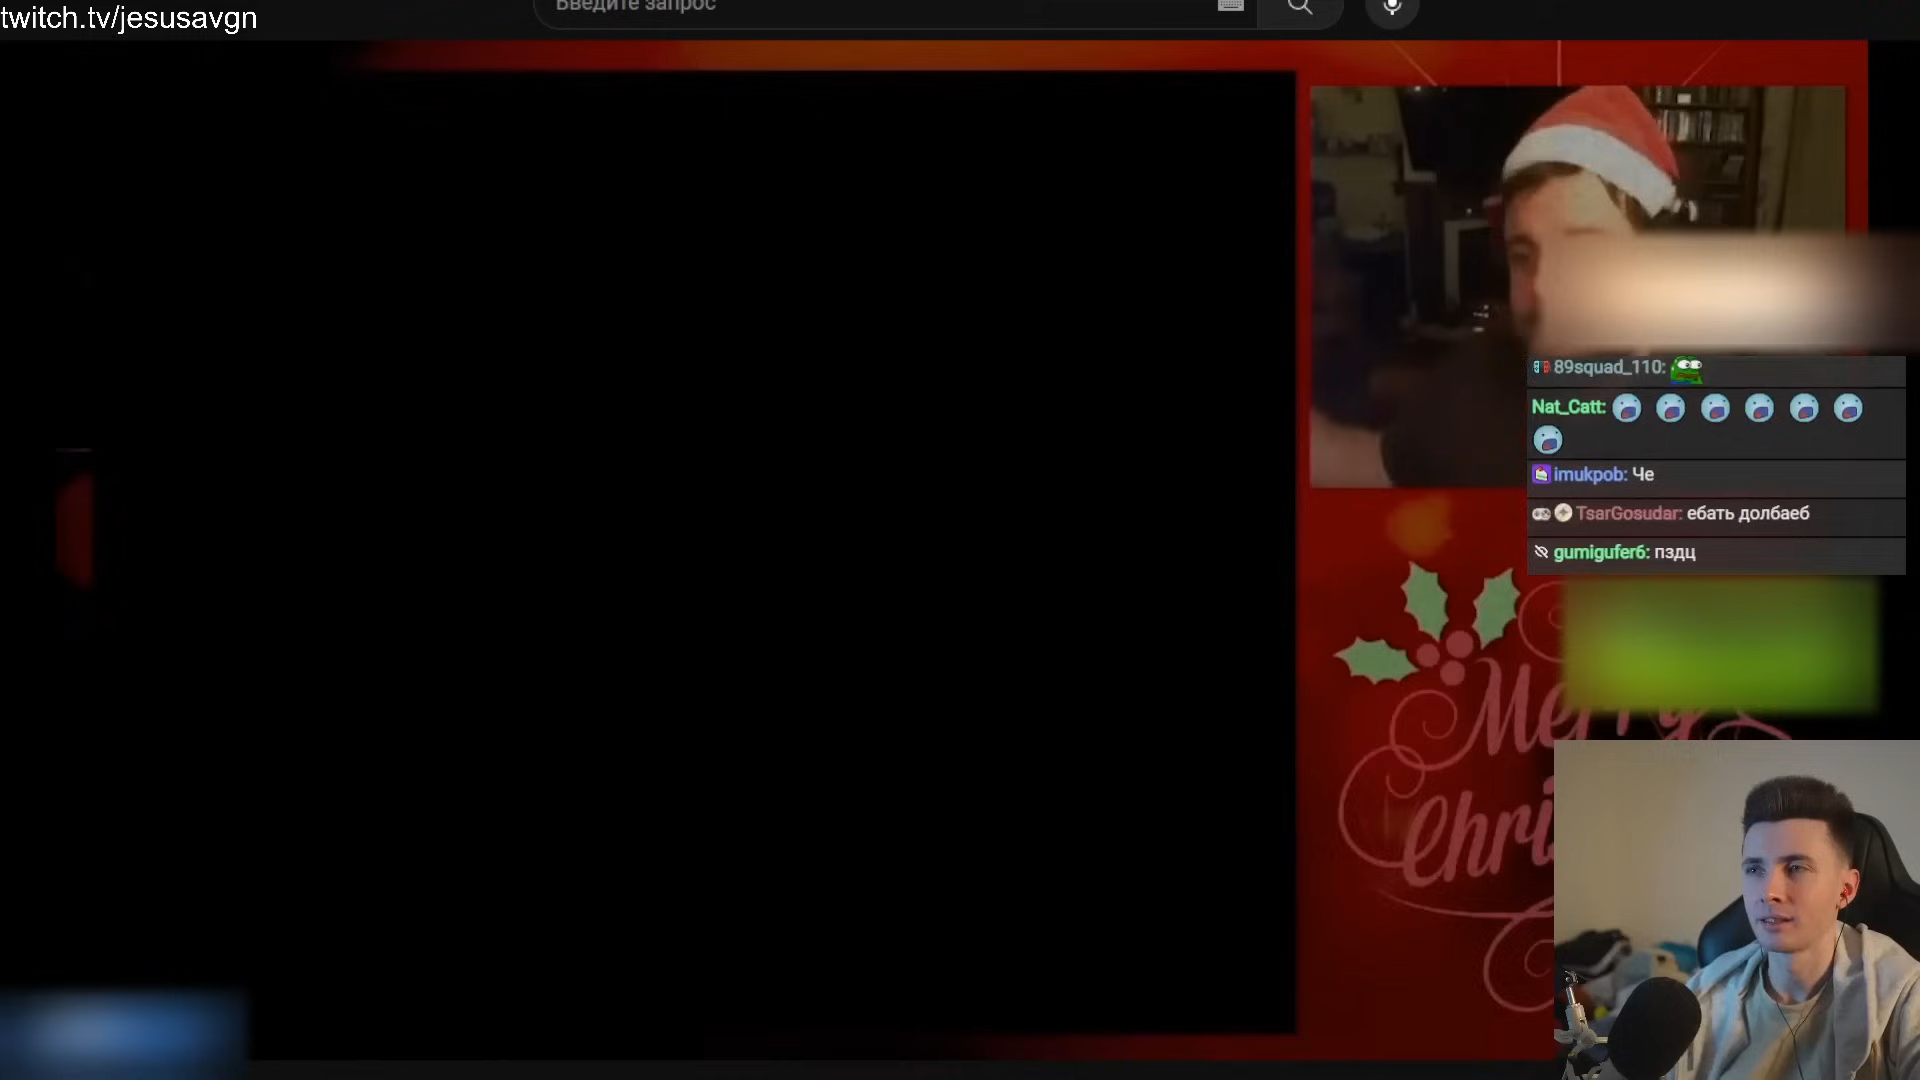 twitch.tv/jesusavgn
Введите запрос
89squad_110:
Nat_Catt:
imukpob: Че
TsarGosudar: ебать долбаеб
gumigufer6: пздц
Merry
Chri